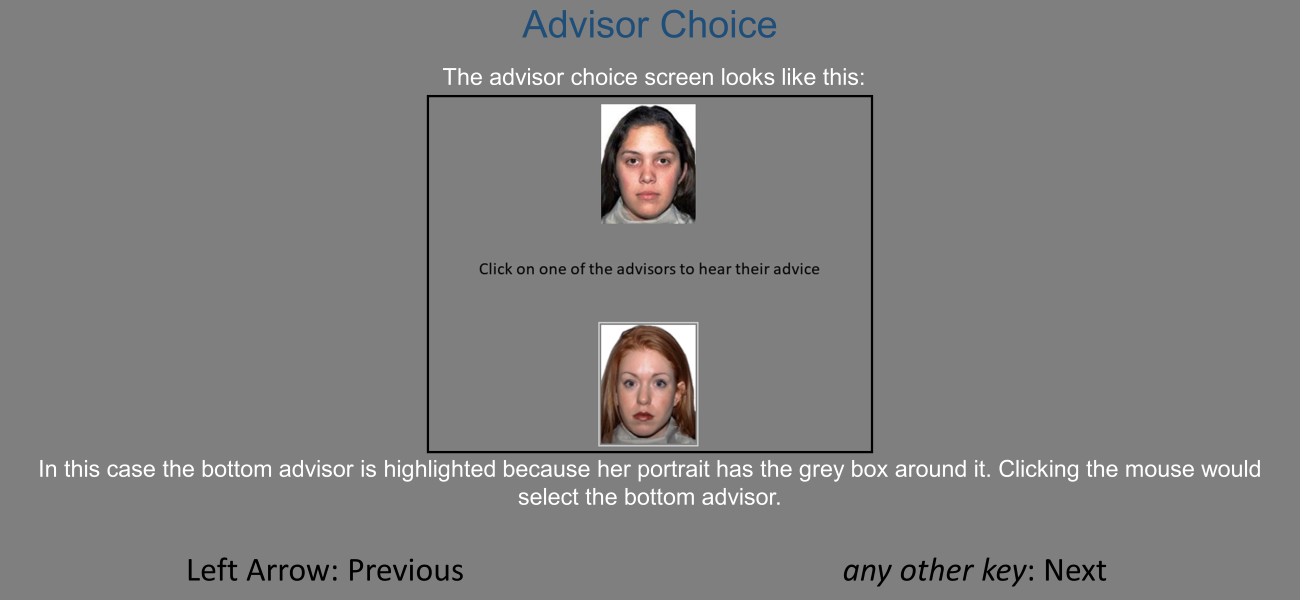 Advisor Choice
The advisor choice screen looks like this:
Click on one of the advisors to hear their advice
In this case the bottom advisor is highlighted because her portrait has the grey box around it. Clicking the mouse would
select the bottom advisor.
Left Arrow: Previous
any other key: Next